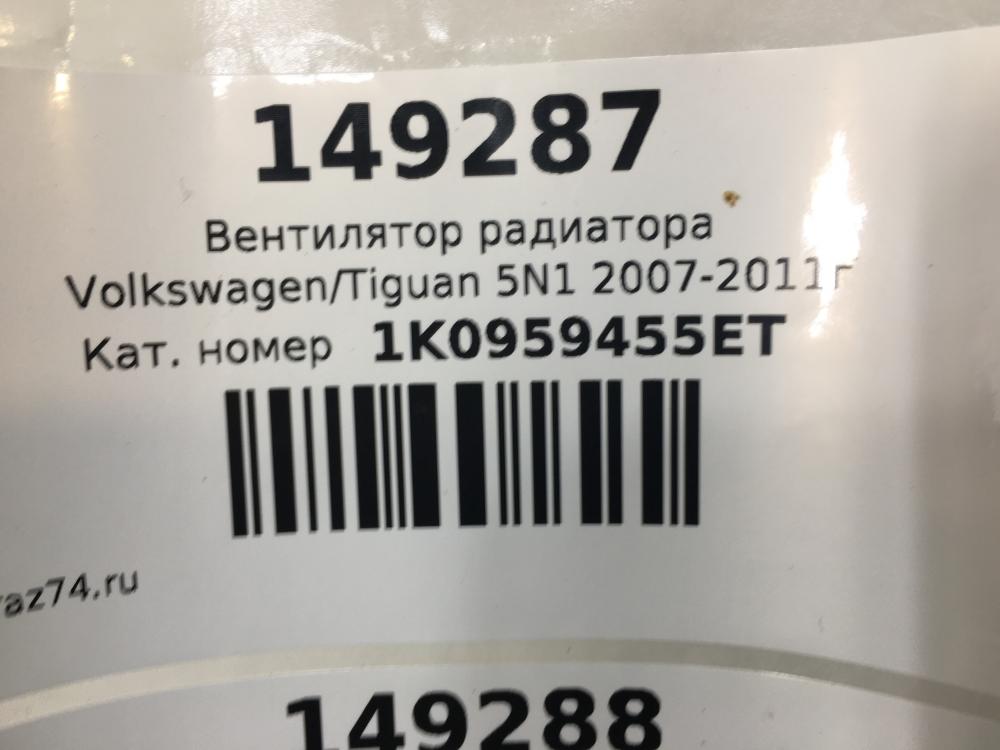 149287
Вентилятор радиатора
Volkswagen/Tiguan 5N1 2007-2011г
Кат. номер 1K0959455ET
az74.ru
149288